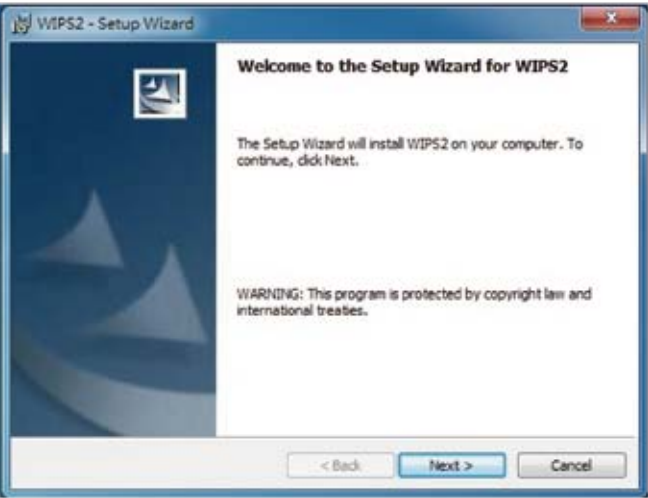 WIPS2 - Setup Wizard
Welcome to the Setup Wizard for WIPS2
The Setup Wizard will install WIPS2 on your computer. To
continue, click Next.
WARNING: This program is protected by copyright law and
international treaties.
< Back
Next >
Cancel